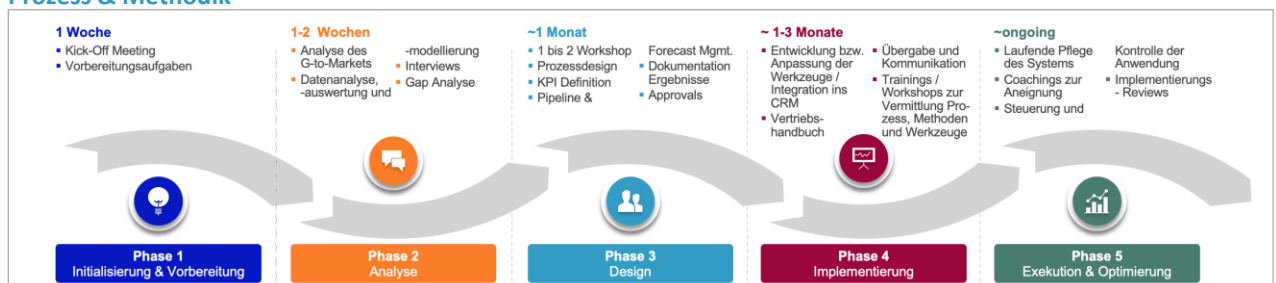 Prozess & Methodik
1 Woche
▪ Kick-Off Meeting
▪ Vorbereitungsaufgaben
1-2 Wochen
▪ Analyse des
G-to-Markets
▪ Datenanalyse,
-auswertung und
-modellierung
▪ Interviews
▪ Gap Analyse
~1 Monat
▪ 1 bis 2 Workshop
▪ Prozessdesign
▪ KPI Definition
▪ Pipeline &
Forecast Mgmt.
▪ Dokumentation
Ergebnisse
▪ Approvals
~ 1-3 Monate
▪ Entwicklung bzw.
Anpassung der
Werkzeuge /
Integration ins
CRM
▪ Vertriebs-
handbuch
▪ Übergabe und
Kommunikation
▪ Trainings /
Workshops zur
Vermittlung Pro-
zess, Methoden
und Werkzeuge
~ongoing
▪ Laufende Pflege
des Systems
▪ Coachings zur
Aneignung
▪ Steuerung und
Kontrolle der
Anwendung
▪ Implementierungs
- Reviews
Phase 1
Initialisierung & Vorbereitung
Phase 2
Analyse
Phase 3
Design
Phase 4
Implementierung
Phase 5
Exekution & Optimierung